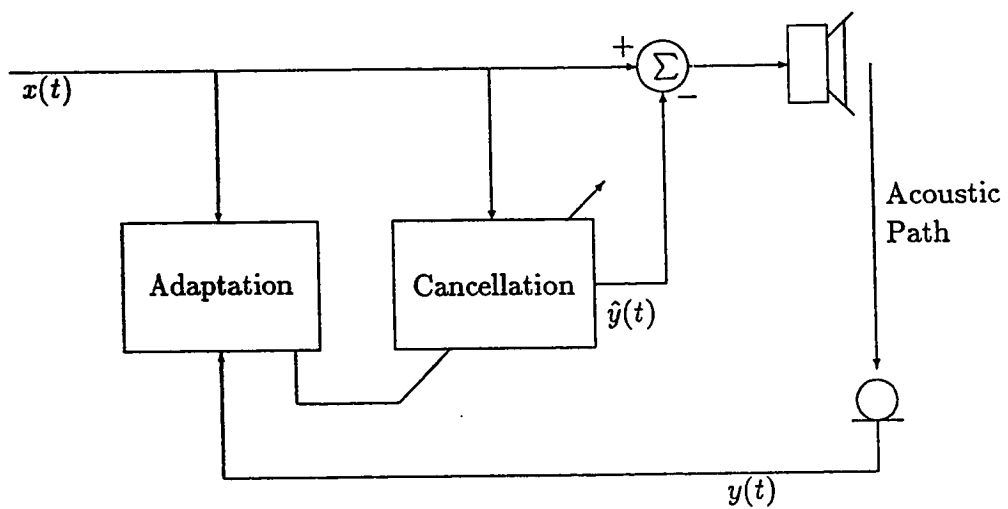 +
Σ
x(t)
−
Acoustic
Path
Adaptation
Cancellation
ŷ(t)
y(t)